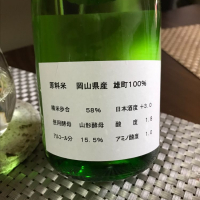 原料米 岡山県産 雄町100%
精米歩合 58% 日本酒度 +3.0
使用酵母 山形酵母 酸度 1.8
アルコール分 15.5% アミノ酸度 1.0